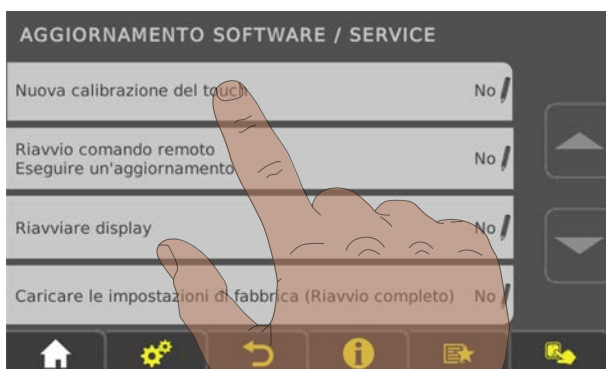 AGGIORNAMENTO SOFTWARE / SERVICE
Nuova calibrazione del touch No
Riavvio comando remoto
Eseguire un'aggiornamento No
Riavviare display No
Caricare le impostazioni di fabbrica (Riavvio completo) No